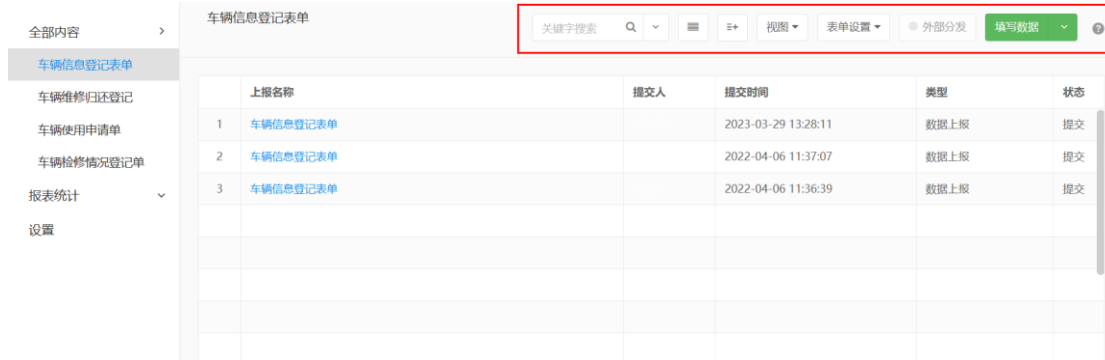 车辆信息登记表单
关键字搜索 视图 表单设置 外部分发 填写数据
全部内容
车辆信息登记表单
车辆维修归还登记
车辆使用申请单
车辆检修情况登记单
报表统计
设置
上报名称 提交人 提交时间 类型 状态
1 车辆信息登记表单 2023-03-29 13:28:11 数据上报 提交
2 车辆信息登记表单 2022-04-06 11:37:07 数据上报 提交
3 车辆信息登记表单 2022-04-06 11:36:39 数据上报 提交